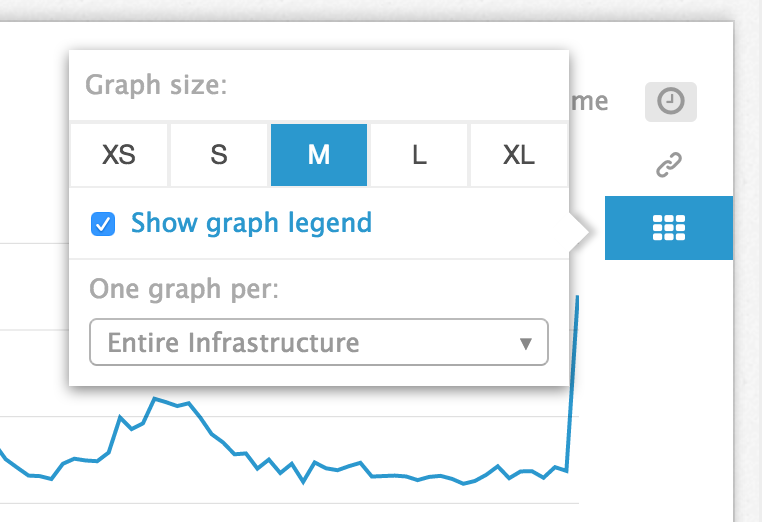 Graph size:
me
XS S M L XL
Show graph legend
One graph per:
Entire Infrastructure